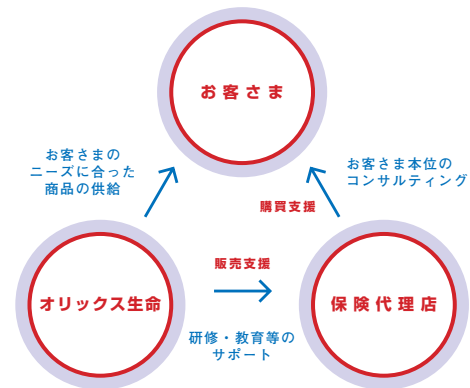 お客さま
お客さまの
ニーズに合った
商品の供給
お客さま本位の
コンサルティング
購買支援
販売支援
オリックス生命
保険代理店
研修・教育等の
サポート